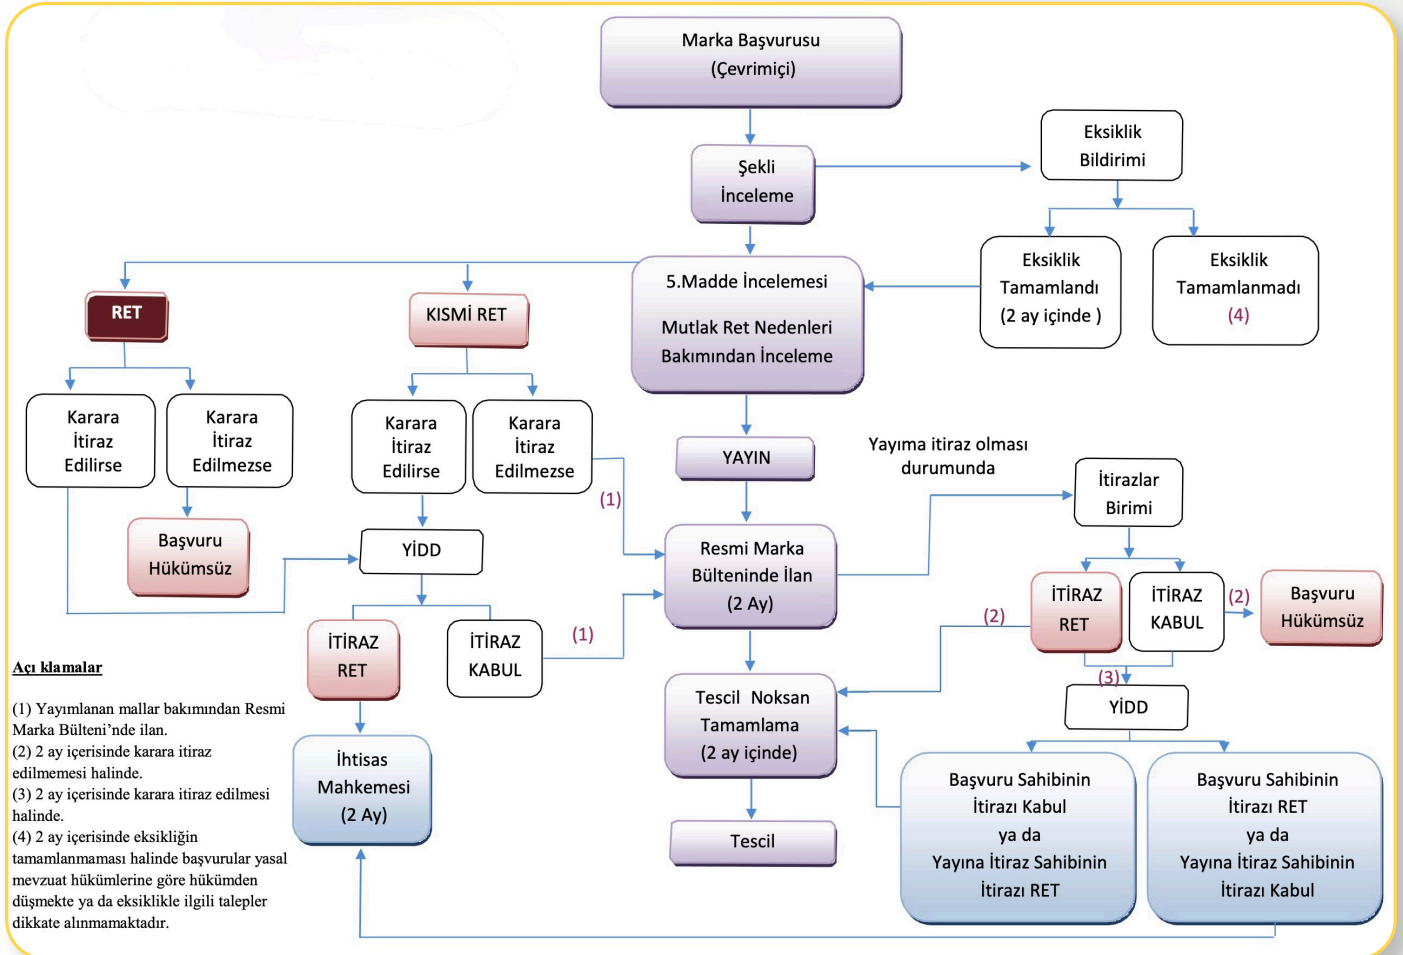 Marka Başvurusu
(Çevrimiçi)
Şekli
İnceleme
Eksiklik
Bildirimi
Eksiklik
Tamamlandı
(2 ay içinde )
Eksiklik
Tamamlanmadı
(4)
5.Madde İncelemesi
Mutlak Ret Nedenleri
Bakımından İnceleme
RET
KISMİ RET
Karara
İtiraz
Edilirse
Karara
İtiraz
Edilmezse
Karara
İtiraz
Edilirse
Karara
İtiraz
Edilmezse
(1)
Başvuru
Hükümsüz
YİDD
İTİRAZ
RET
İTİRAZ
KABUL
(1)
İhtisas
Mahkemesi
(2 Ay)
YAYIN
Resmi Marka
Bülteninde İlan
(2 Ay)
Yayıma itiraz olması
durumunda
İtirazlar
Birimi
İTİRAZ
RET
İTİRAZ
KABUL
(2)
(2)
Başvuru
Hükümsüz
(3)
YİDD
Tescil Noksan
Tamamlama
(2 ay içinde)
Tescil
Başvuru Sahibinin
İtirazı Kabul
ya da
Yayına İtiraz Sahibinin
İtirazı RET
Başvuru Sahibinin
İtirazı RET
ya da
Yayına İtiraz Sahibinin
İtirazı Kabul
Açı klamalar
(1) Yayımlanan mallar bakımından Resmi
Marka Bülteni’nde ilan.
(2) 2 ay içerisinde karara itiraz
edilmemesi halinde.
(3) 2 ay içerisinde karara itiraz edilmesi
halinde.
(4) 2 ay içerisinde eksikliğin
tamamlanmaması halinde başvurular yasal
mevzuat hükümlerine göre hükümden
düşmekte ya da eksiklikle ilgili talepler
dikkate alınmamaktadır.